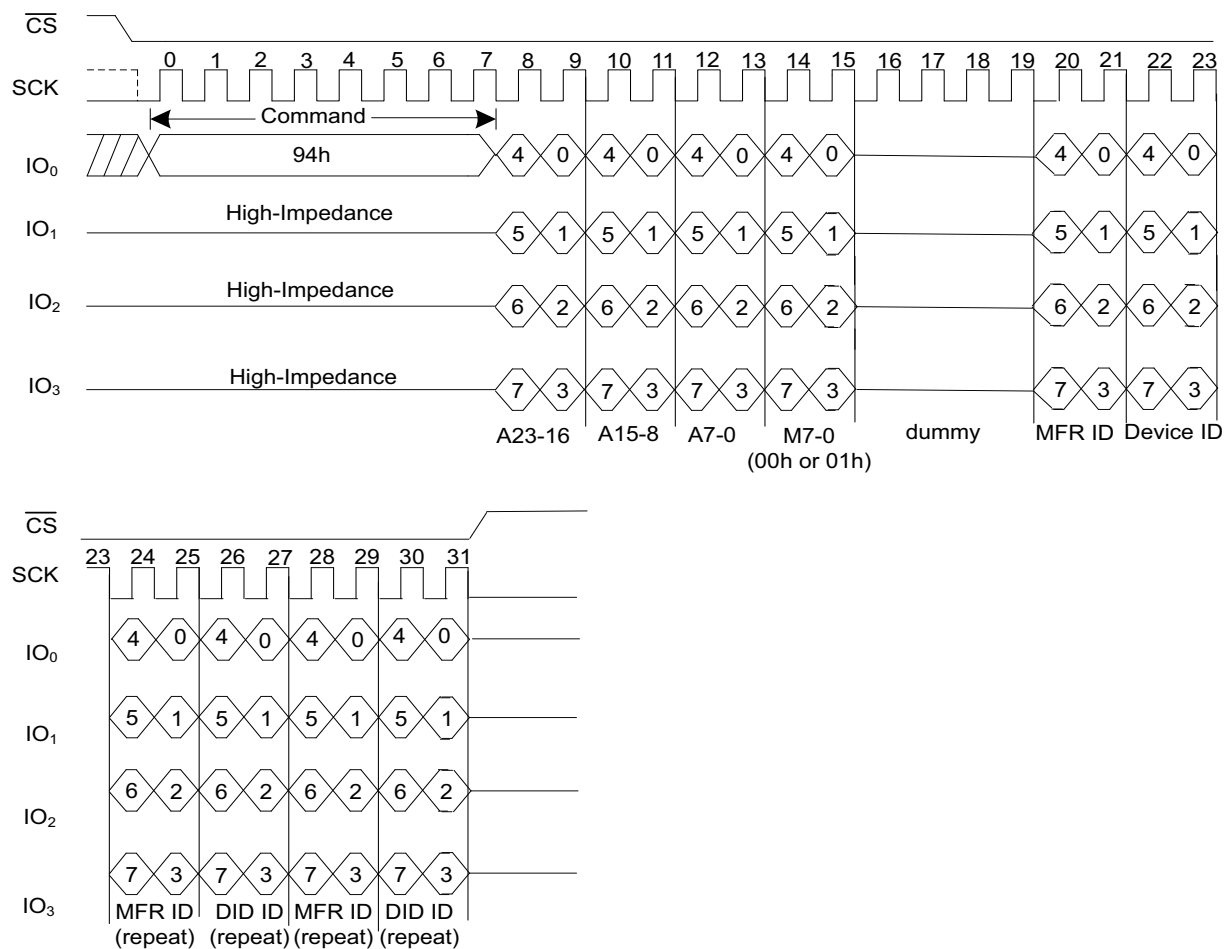 CS
0 1 2 3 4 5 6 7 8 9 10 11 12 13 14 15 16 17 18 19 20 21 22 23
SCK
Command
IO0 94h 4 0 4 0 4 0 4 0 4 0 4 0
High-Impedance
IO1 5 1 5 1 5 1 5 1 5 1 5 1
High-Impedance
IO2 6 2 6 2 6 2 6 2 6 2 6 2
High-Impedance
IO3 7 3 7 3 7 3 7 3 7 3 7 3
A23-16 A15-8 A7-0 M7-0 dummy MFR ID Device ID
(00h or 01h)
CS
23 24 25 26 27 28 29 30 31
SCK
IO0 4 0 4 0 4 0 4 0
IO1 5 1 5 1 5 1 5 1
IO2 6 2 6 2 6 2 6 2
IO3 7 3 7 3 7 3 7 3
MFR ID DID ID MFR ID DID ID
(repeat) (repeat) (repeat) (repeat)